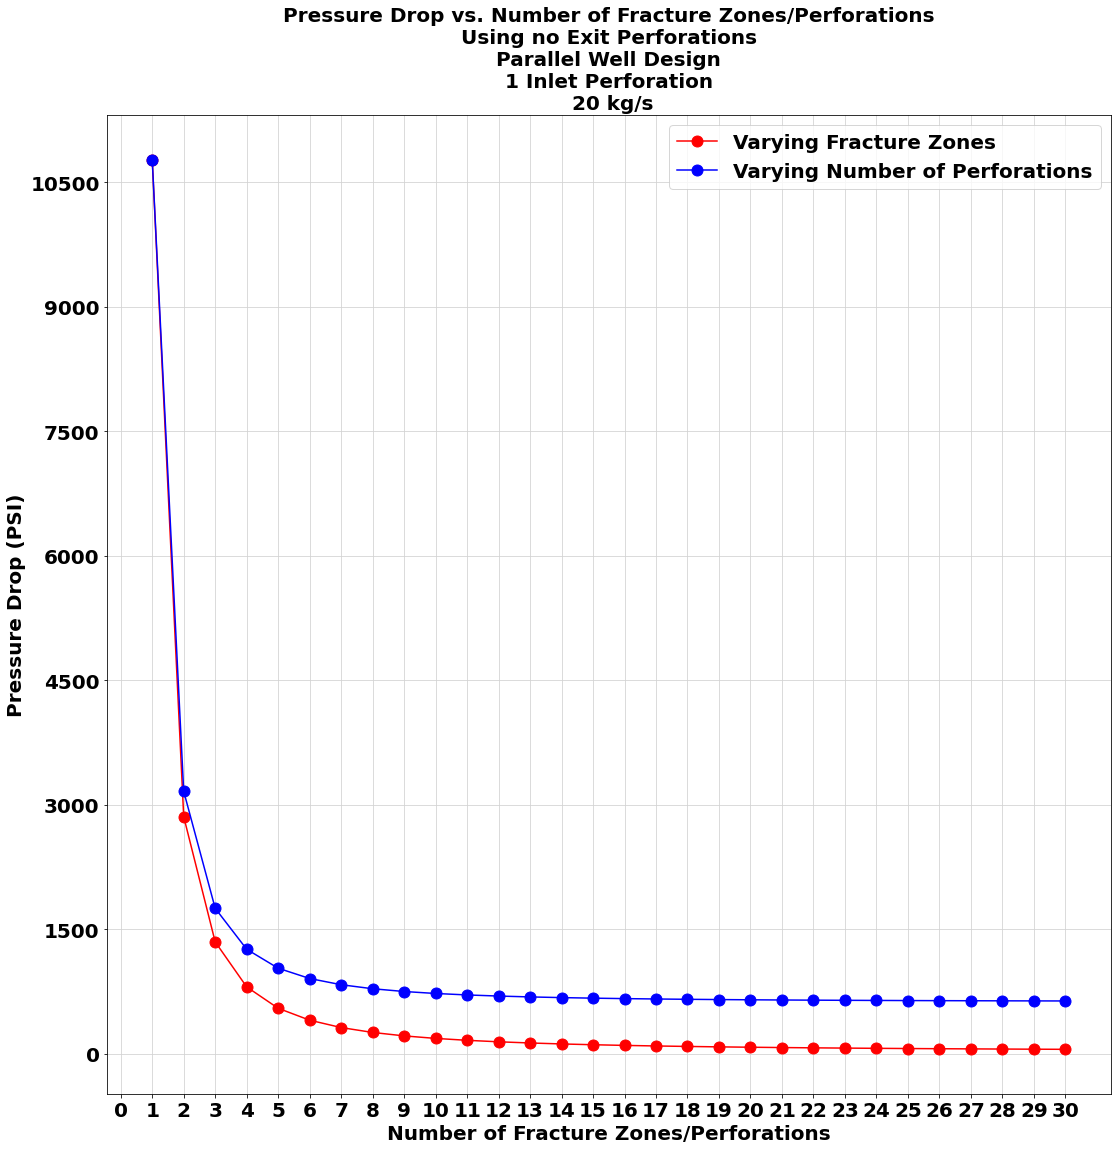 Pressure Drop vs. Number of Fracture Zones/Perforations
Using no Exit Perforations
Parallel Well Design
1 Inlet Perforation
20 kg/s
Varying Fracture Zones
Varying Number of Perforations
10500
9000
7500
6000
4500
3000
1500
0
Pressure Drop (PSI)
0 1 2 3 4 5 6 7 8 9 10 11 12 13 14 15 16 17 18 19 20 21 22 23 24 25 26 27 28 29 30
Number of Fracture Zones/Perforations